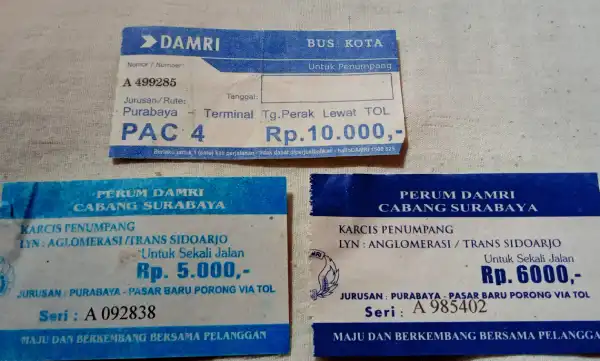 DAMRI
BUS KOTA
Nomor / Number:
Untuk Penumpang
A 499285
Jurusan/Rute:
Tanggal:
Purabaya - Terminal Tg.Perak Lewat TOL
PAC 4
Rp.10.000,-
PERUM DAMRI
CABANG SURABAYA
KARCIS PENUMPANG
LYN : AGLOMERASI /TRANS SIDOARJO
Untuk Sekali Jalan
Rp. 5.000,-
JURUSAN : PURABAYA - PASAR BARU PORONG VIA TOL
Seri : A 092838
MAJU DAN BERKEMBANG BERSAMA PELANGGAN
PERUM DAMRI
CABANG SURABAYA
KARCIS PENUMPANG
LYN : ANGLOMERASI / TRANS SIDOARJO
Untuk Sekali Jalan
Rp. 6000,-
JURUSAN : PURABAYA - PASAR BARU PORONG VIA TOL
Seri : A 985402
MAJU DAN BERKEMBANG BERSAMA PELANGGA